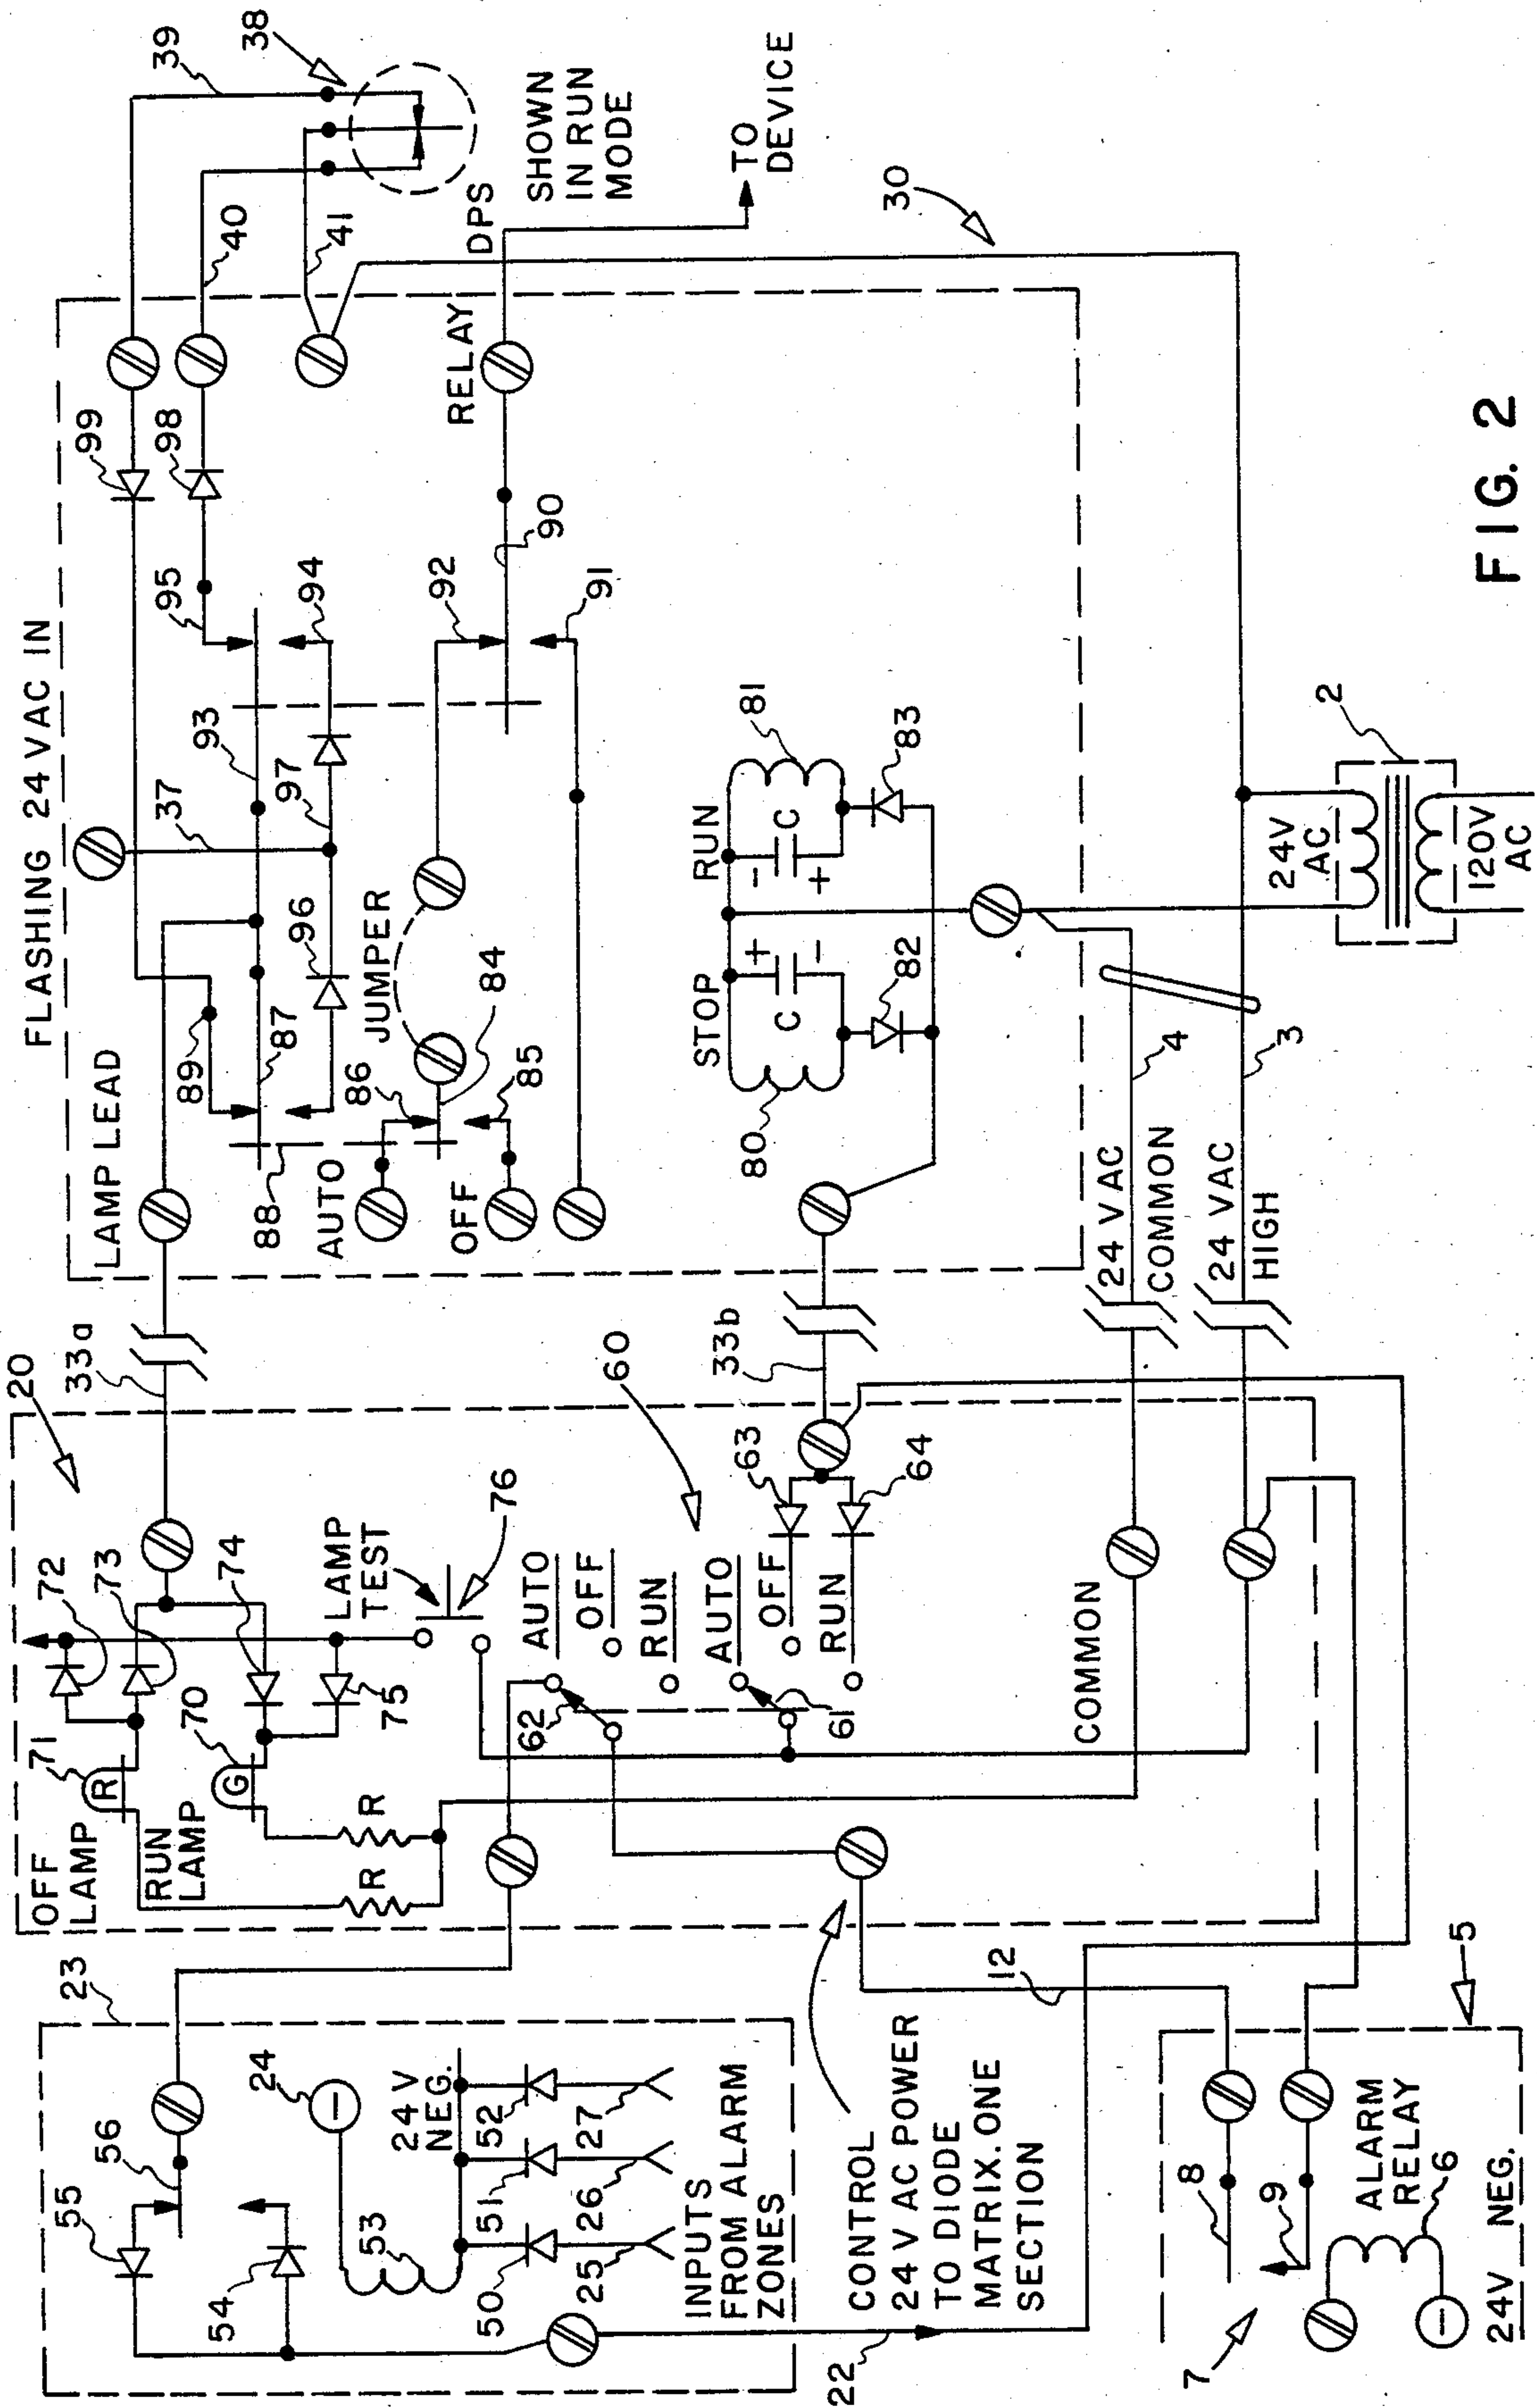 FLASHING 24 VAC IN
39
38
20
33a
LAMP LEAD
37
93
95
99
98
40
41
DPS
SHOWN
IN RUN
MODE
72
73
74
89
87
96
97
94
RELAY
TO
DEVICE
OFF
LAMP
71
R
RUN
LAMP
70
G
75
LAMP
TEST
76
88
AUTO
86
JUMPER
84
92
90
OFF
85
91
30
R
R
62
AUTO
OFF
RUN
60
AUTO
OFF
RUN
61
63
64
33b
STOP
RUN
+
-
C
C
-
+
80
81
82
83
23
55
56
54
24
-
53
24 V
NEG.
50
51
52
25
26
27
INPUTS
FROM ALARM
ZONES
22
CONTROL
24 V AC POWER
TO DIODE
MATRIX. ONE
SECTION
COMMON
24 V AC
COMMON
4
24 VAC
HIGH
3
24V
AC
2
120V
AC
12
5
7
8
9
ALARM
RELAY
6
-
24V NEG.
FIG. 2